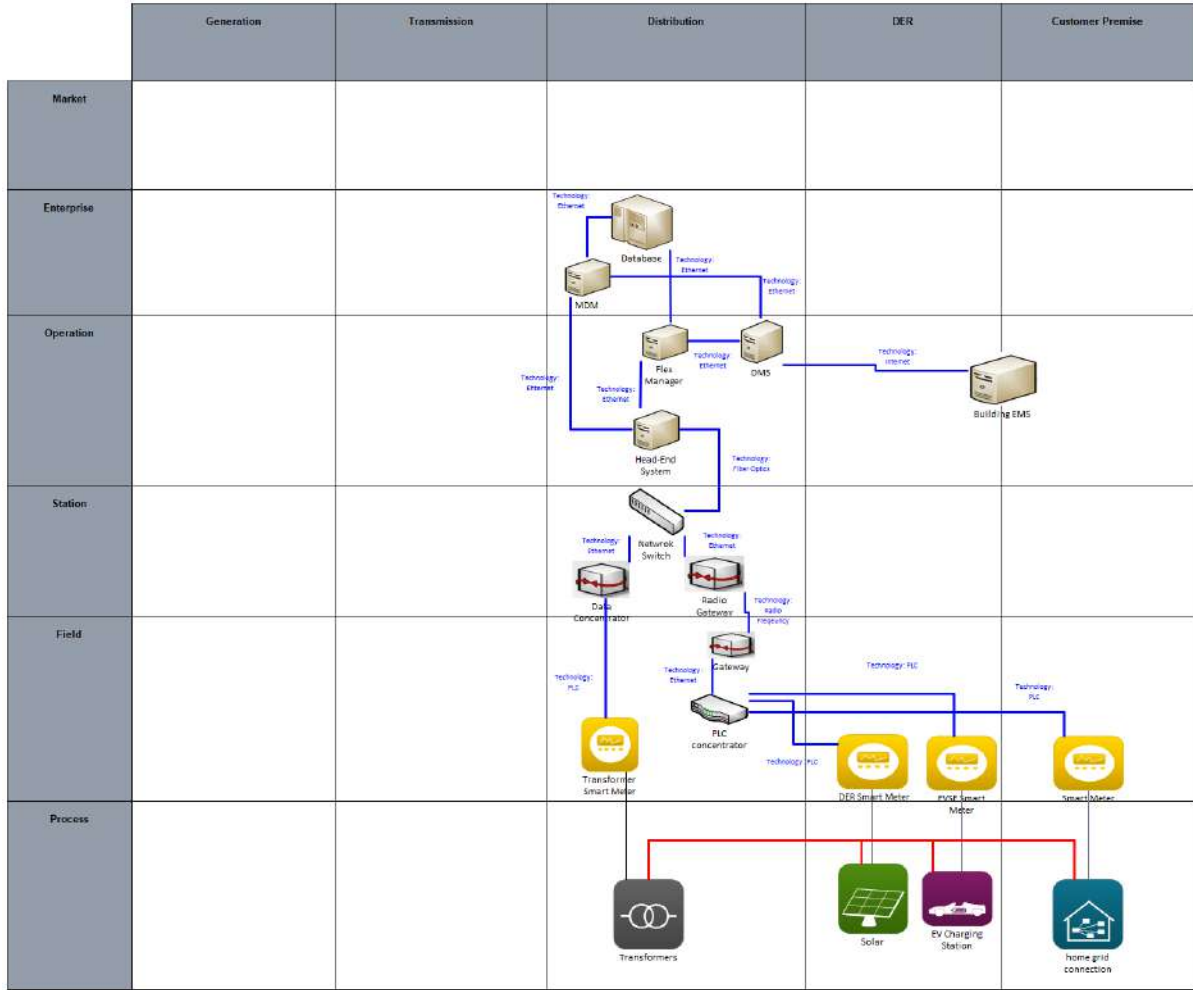 Generation
Transmission
Distribution
DER
Customer Premise
Market
Enterprise
Technology:
Ethernet
Database
Technology:
Ethernet
MDM
Technology:
Ethernet
Operation
Flex
Manager
Technology:
Ethernet
DMS
Technology:
Internet
Building EMS
Technology:
Ethernet
Technology:
Ethernet
Head-End
System
Technology:
Fiber Optics
Station
Netwrok
Switch
Technology:
Ethernet
Technology:
Ethernet
Data
Concentrator
Radio
Gateway
Technology:
Radio
Field
Gateway
Technology:
Ethernet
Technology: PLC
Technology:
PLC
Technology:
PLC
PLC
concentrator
Technology: PLC
Transformer
Smart Meter
DER Smart Meter
EVSE Smart
Meter
Smart Meter
Process
Transformers
Solar
EV Charging
Station
home grid
connection